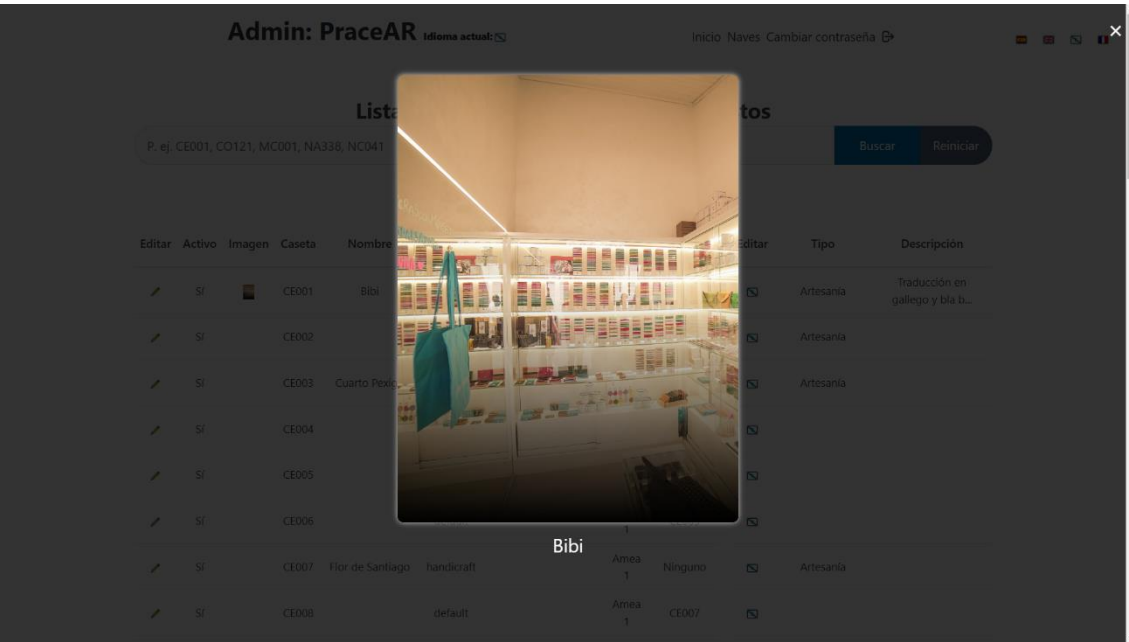 Admin: PraceAR Idioma actual:
Inicio Naves Cambiar contraseña
×
Lista
tos
P. ej. CE001, CO121, MC001, NA338, NC041
Buscar Reiniciar
Editar Activo Imagen Caseta Nombre
ditar Tipo Descripción
Sí CE001 Bibi Artesanía Traducción en
gallego y bla b...
Sí CE002 Artesanía
Sí CE003 Cuarto Pexio Artesanía
Sí CE004
Sí CE005
Sí CE006
1
Bibi
Sí CE007 Flor de Santiago handicraft Amea
1 Ninguno Artesanía
Sí CE008 default Amea
1 CE007